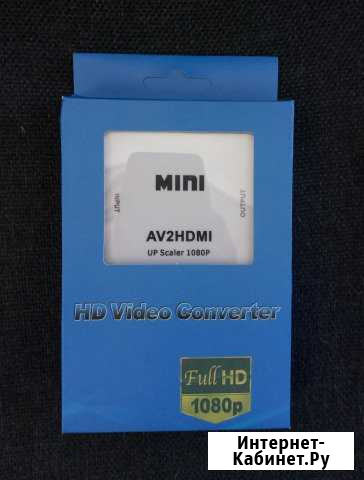 MINI
INPUT
OUTPUT
AV2HDMI
UP Scaler 1080P
HD Video Converter
Full HD
1080p
Интернет-
Кабинет.Ру